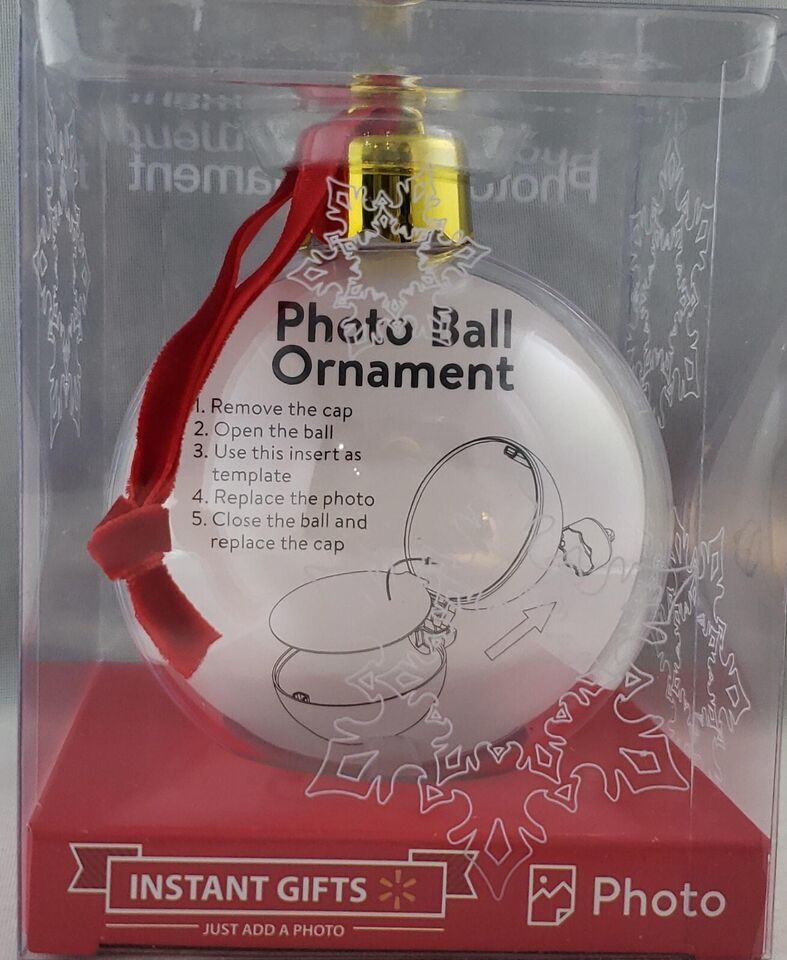 Photo Ball
Ornament
1. Remove the cap
2. Open the ball
3. Use this insert as
template
4. Replace the photo
5. Close the ball and
replace the cap
INSTANT GIFTS
JUST ADD A PHOTO
Photo